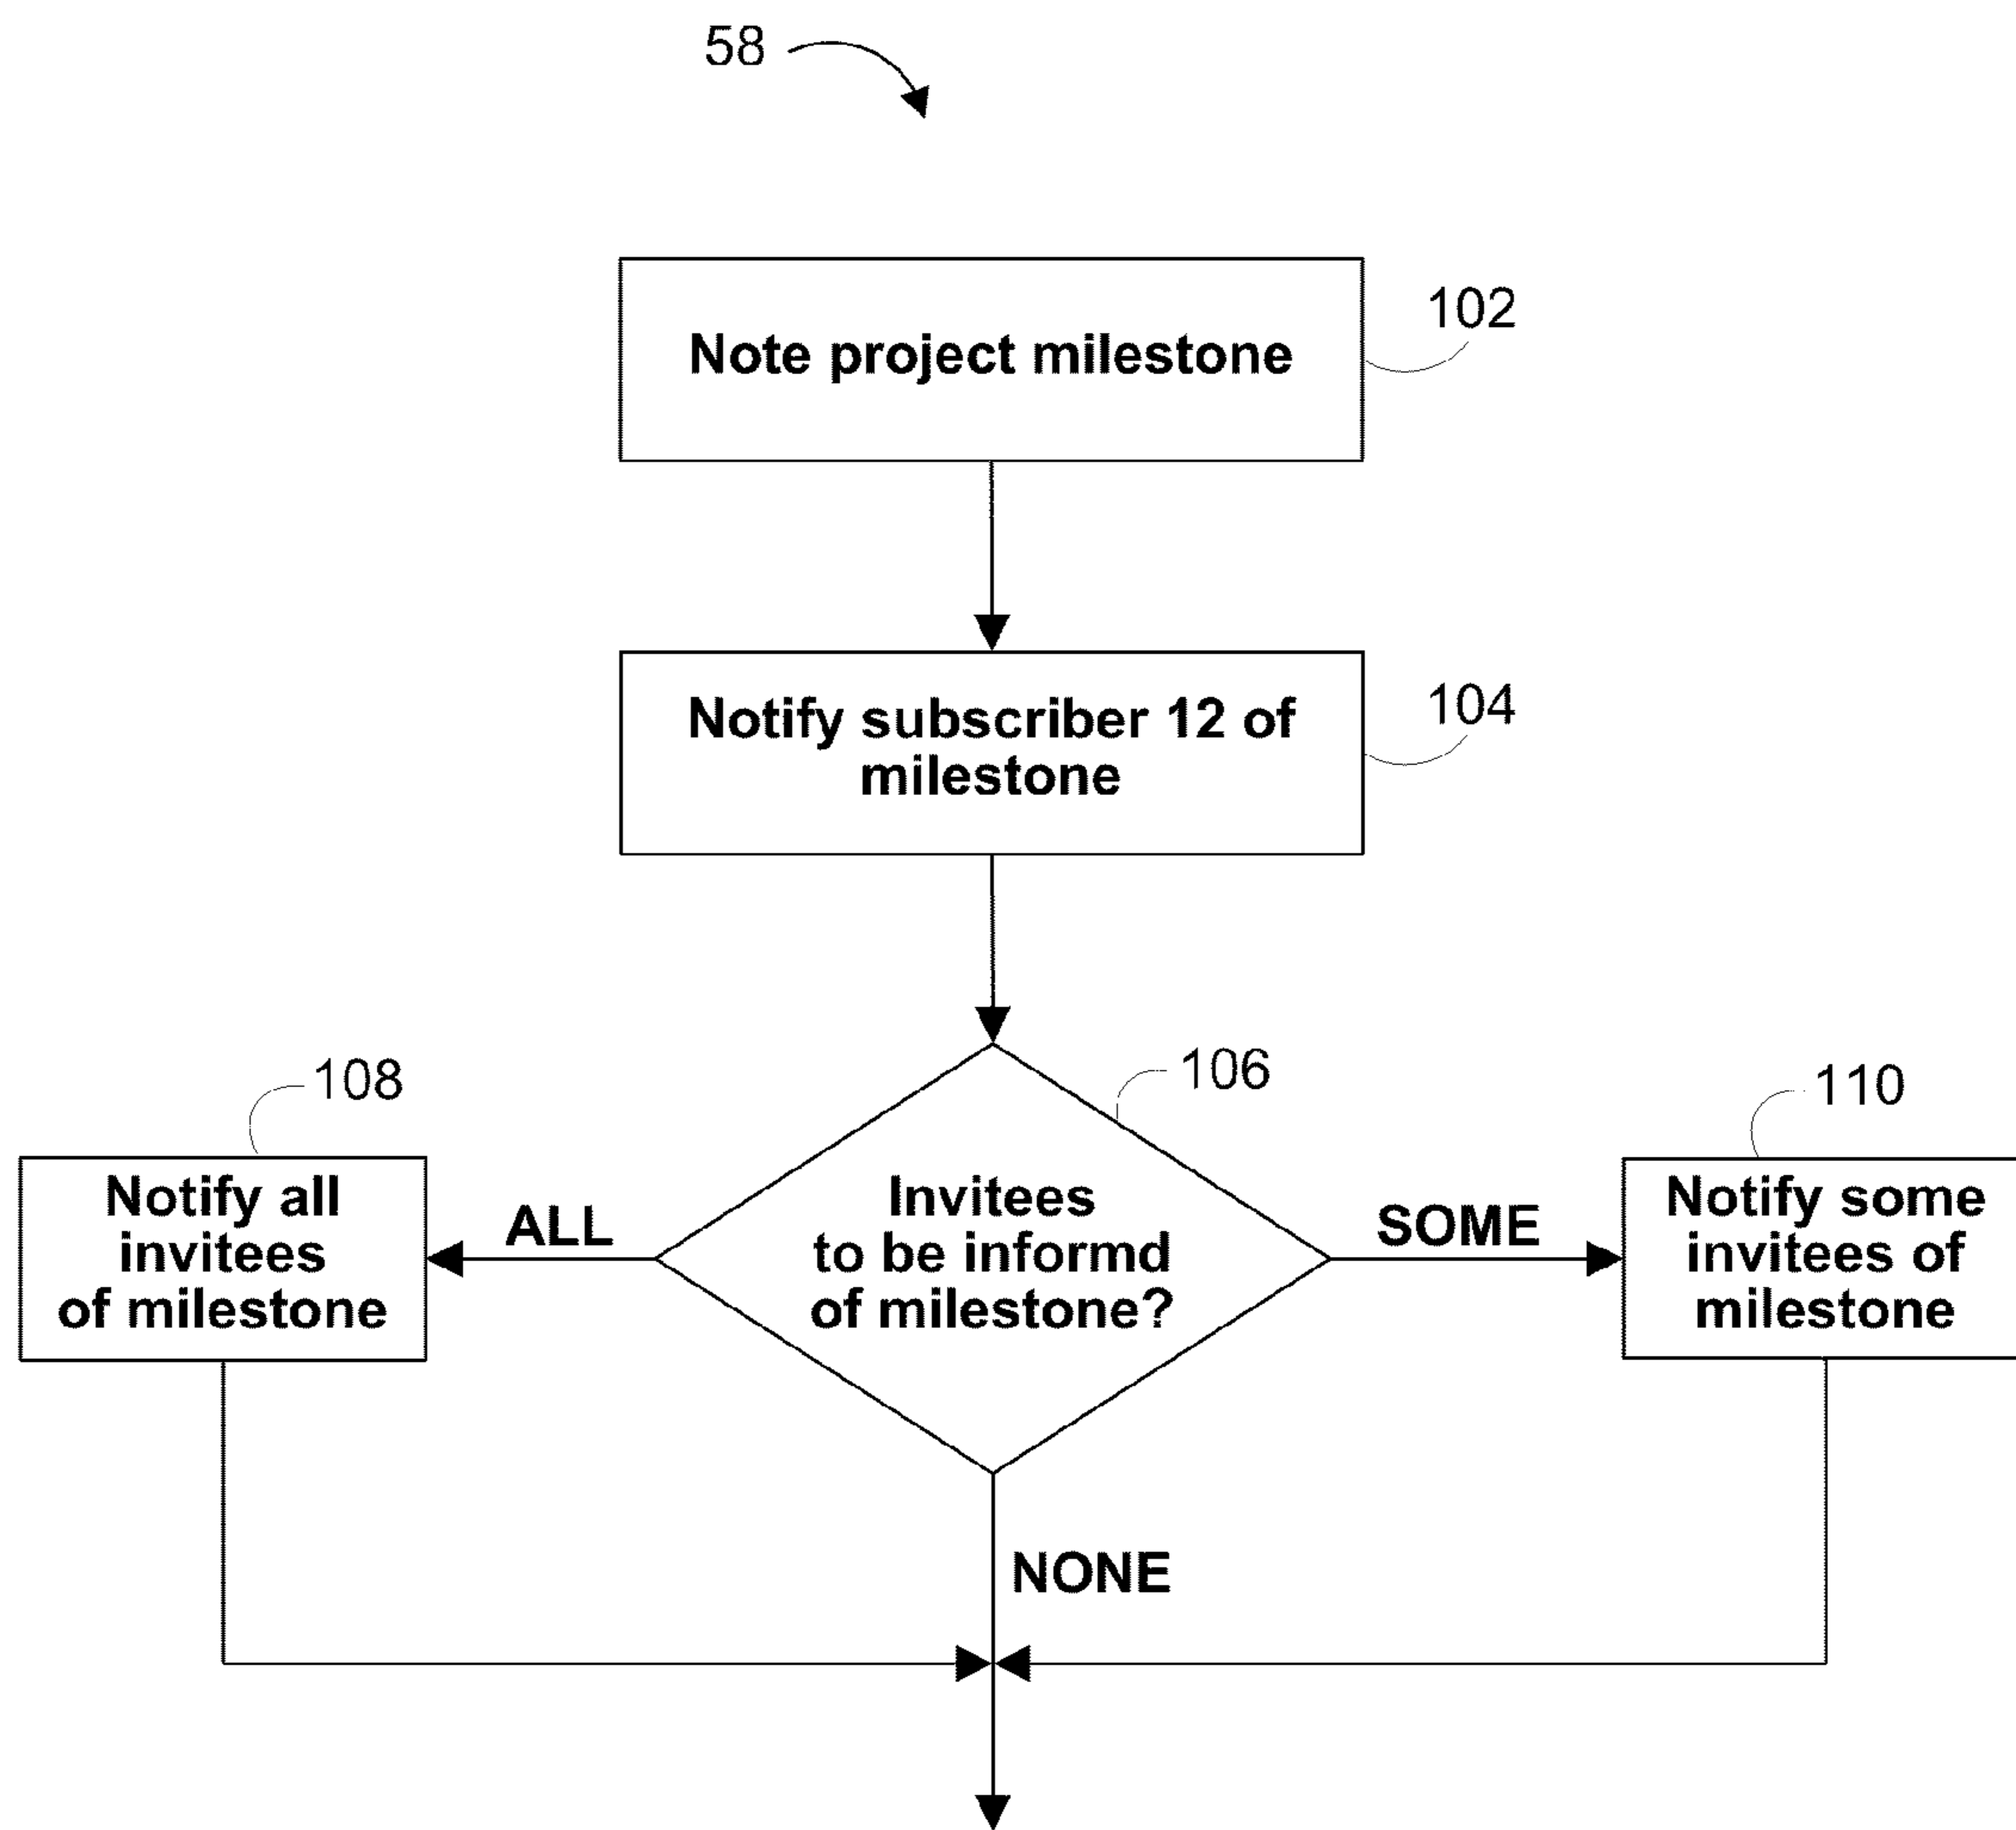 58
Note project milestone
102
Notify subscriber 12 of
milestone
104
106
108
110
Notify all
invitees
of milestone
ALL
Invitees
to be informd
of milestone?
SOME
Notify some
invitees of
milestone
NONE